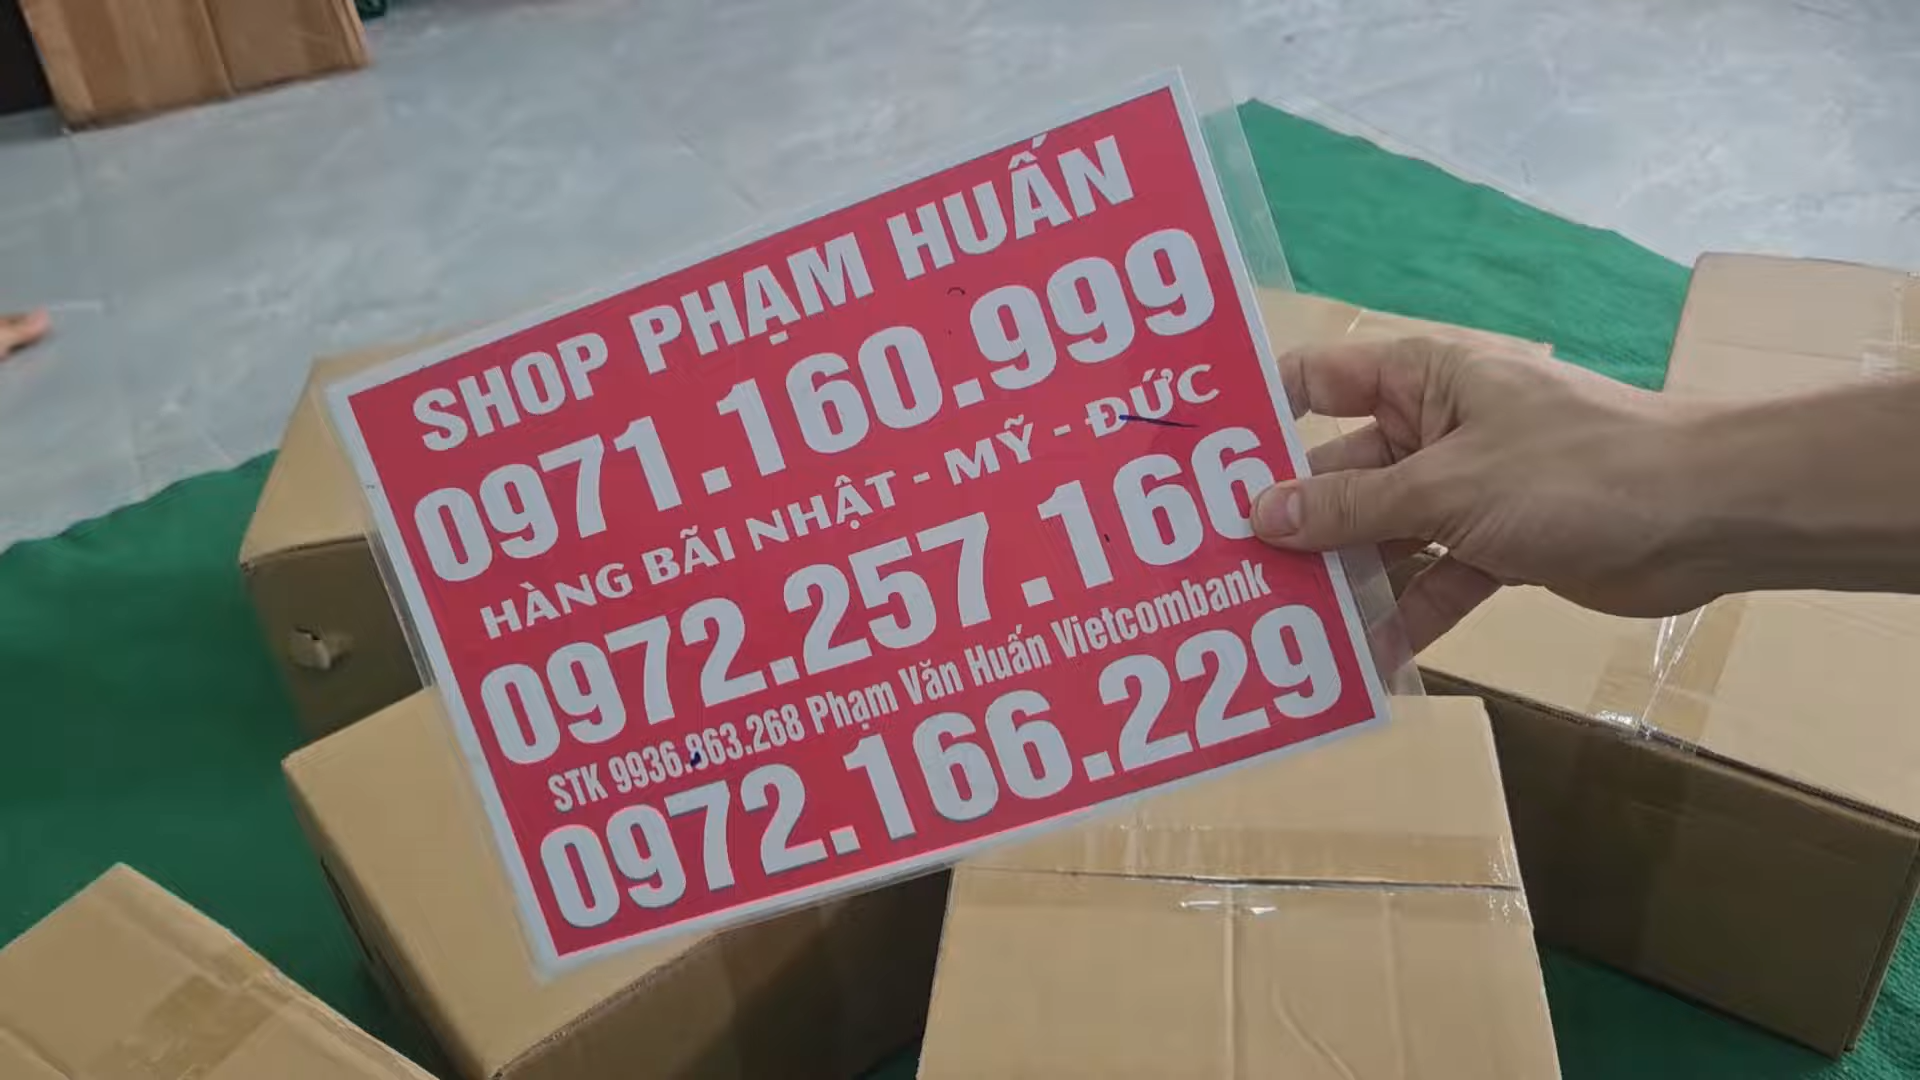 SHOP PHẠM HUẤN
0971.160.999
HÀNG BÃI NHẬT - MỸ - ĐỨC
0972.257.166
STK 9936.863.268 Phạm Văn Huấn Vietcombank
0972.166.229